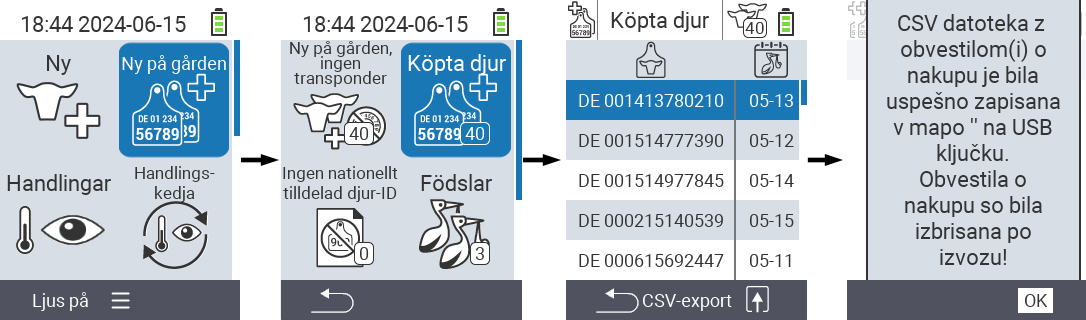 18:44 2024-06-15
Ny
Ny på gården
DE 01 234
234
56789
89
Handlingar
Handlings-
kedja
Ljus på
18:44 2024-06-15
Ny på gården,
ingen
transponder
40
Köpta djur
DE 01 234
234
56789
40
Ingen nationellt
tilldelad djur-ID
0
Födslar
3
56789
Köpta djur
40
DE 001413780210 05-13
DE 001514777390 05-12
DE 001514977845 05-14
DE 000215140539 05-15
DE 000615692447 05-11
CSV-export
CSV datoteka z
obvestilom(i) o
nakupu je bila
uspešno zapisana
v mapo '' na USB
ključku.
Obvestila o
nakupu so bila
izbrisana po
izvozu!
OK